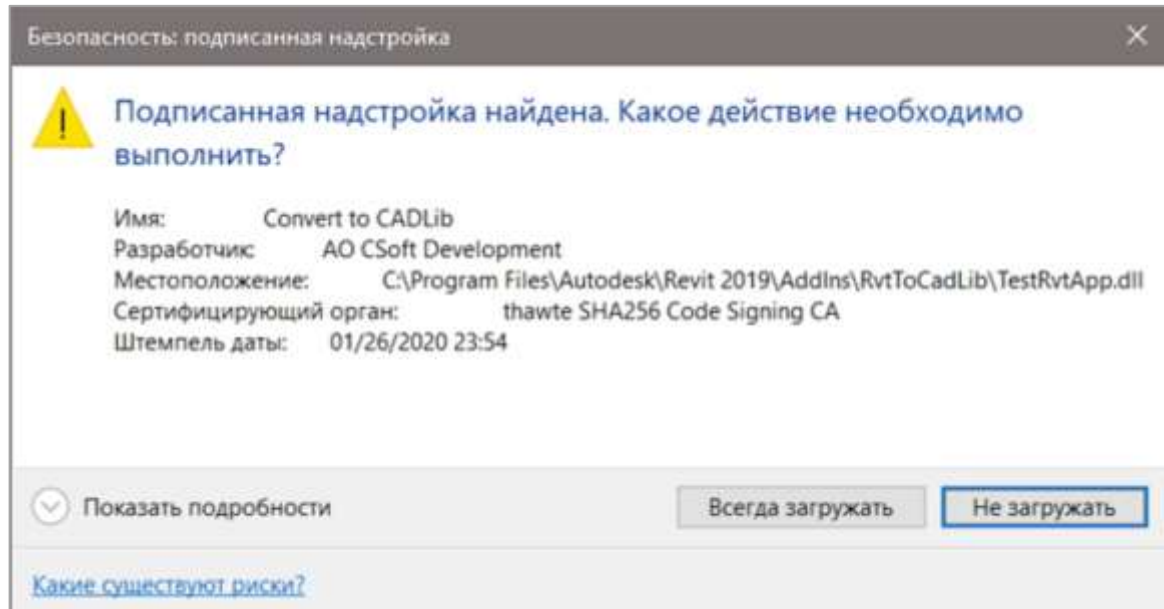 Безопасность: подписанная надстройка
Подписанная надстройка найдена. Какое действие необходимо
выполнить?
Имя: Convert to CADLib
Разработчик: АО CSoft Development
Местоположение: C:\Program Files\Autodesk\Revit 2019\AddIns\RvtToCadLib\TestRvtApp.dll
Сертифицирующий орган: thawte SHA256 Code Signing CA
Штемпель даты: 01/26/2020 23:54
Показать подробности
Всегда загружать
Не загружать
Какие существуют риски?